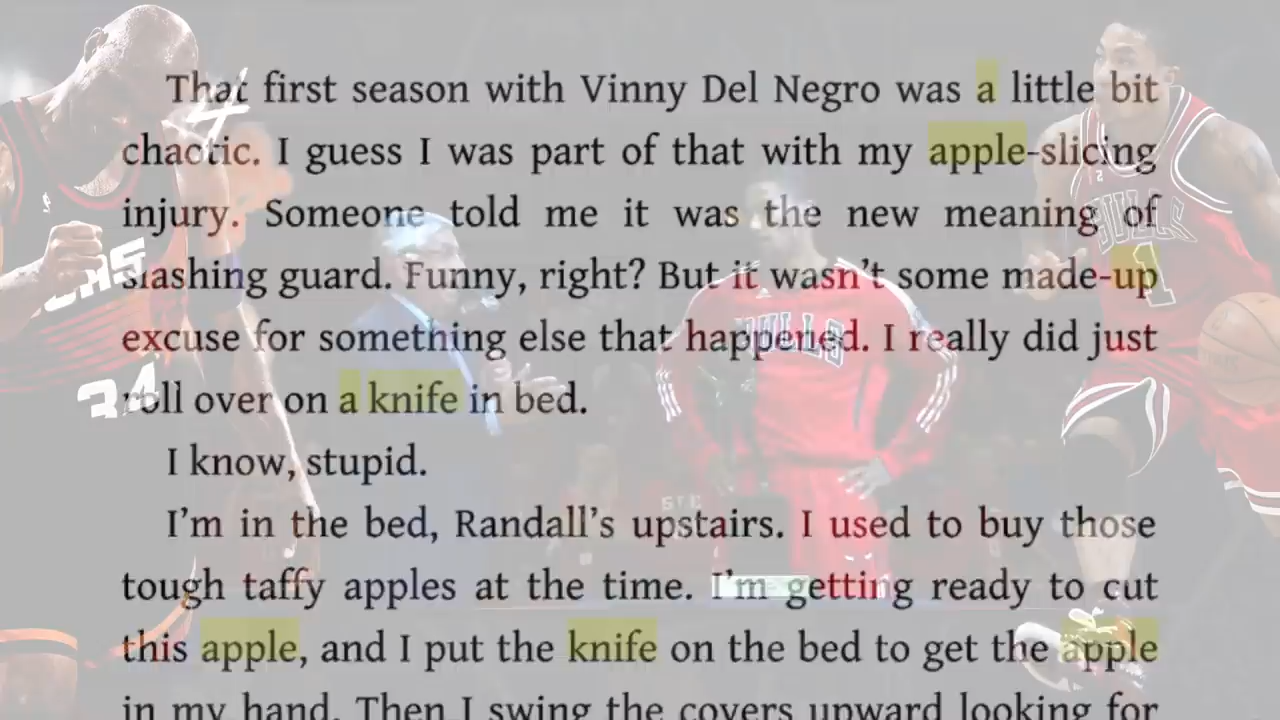 That first season with Vinny Del Negro was a little bit
chaotic. I guess I was part of that with my apple-slicing
injury. Someone told me it was the new meaning of
slashing guard. Funny, right? But it wasn't some made-up
excuse for something else that happened. I really did just
roll over on a knife in bed.
I know, stupid.
I'm in the bed, Randall's upstairs. I used to buy those
tough taffy apples at the time. I'm getting ready to cut
this apple, and I put the knife on the bed to get the apple
in my hand. Then I swing the covers upward looking for
34
BULLS
BULLS
1